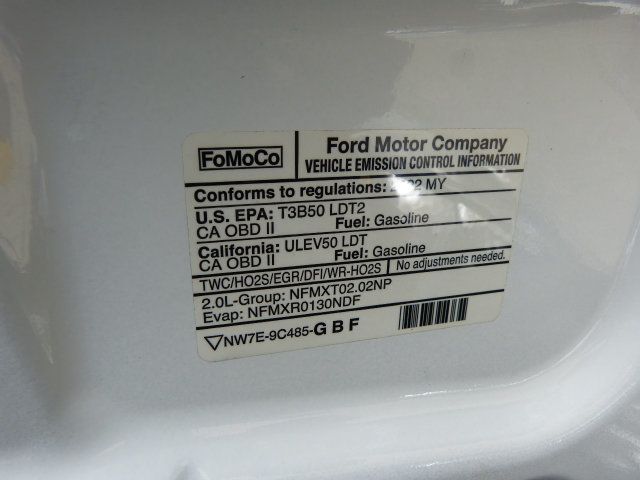 FoMoCo
Ford Motor Company
VEHICLE EMISSION CONTROL INFORMATION
Conforms to regulations: MY
U.S. EPA: T3B50 LDT2
CA OBD II Fuel: Gasoline
California: ULEV50 LDT
CA OBD II Fuel: Gasoline
TWC/HO2S/EGR/DFI/WR-HO2S No adjustments needed.
2.0L-Group: NFMXT02.02NP
Evap: NFMXR0130NDF
NW7E-9C485-GBF